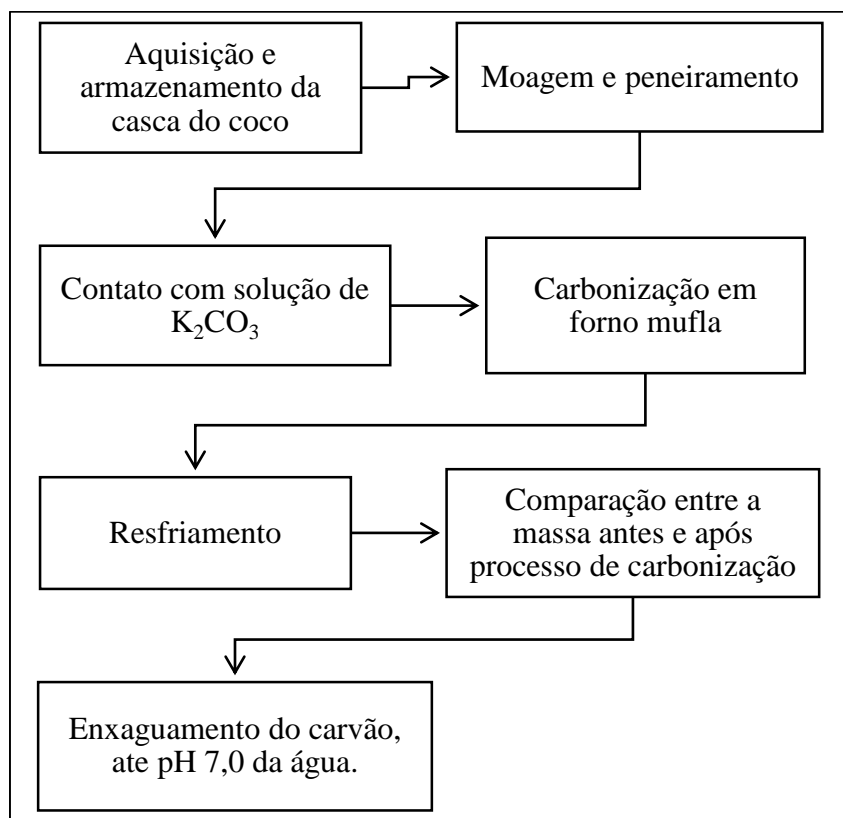 Aquisição e
armazenamento da
casca do coco
Moagem e peneiramento
Contato com solução de
K₂CO₃
Carbonização em
forno mufla
Resfriamento
Comparação entre a
massa antes e após
processo de carbonização
Enxaguamento do carvão,
ate pH 7,0 da água.